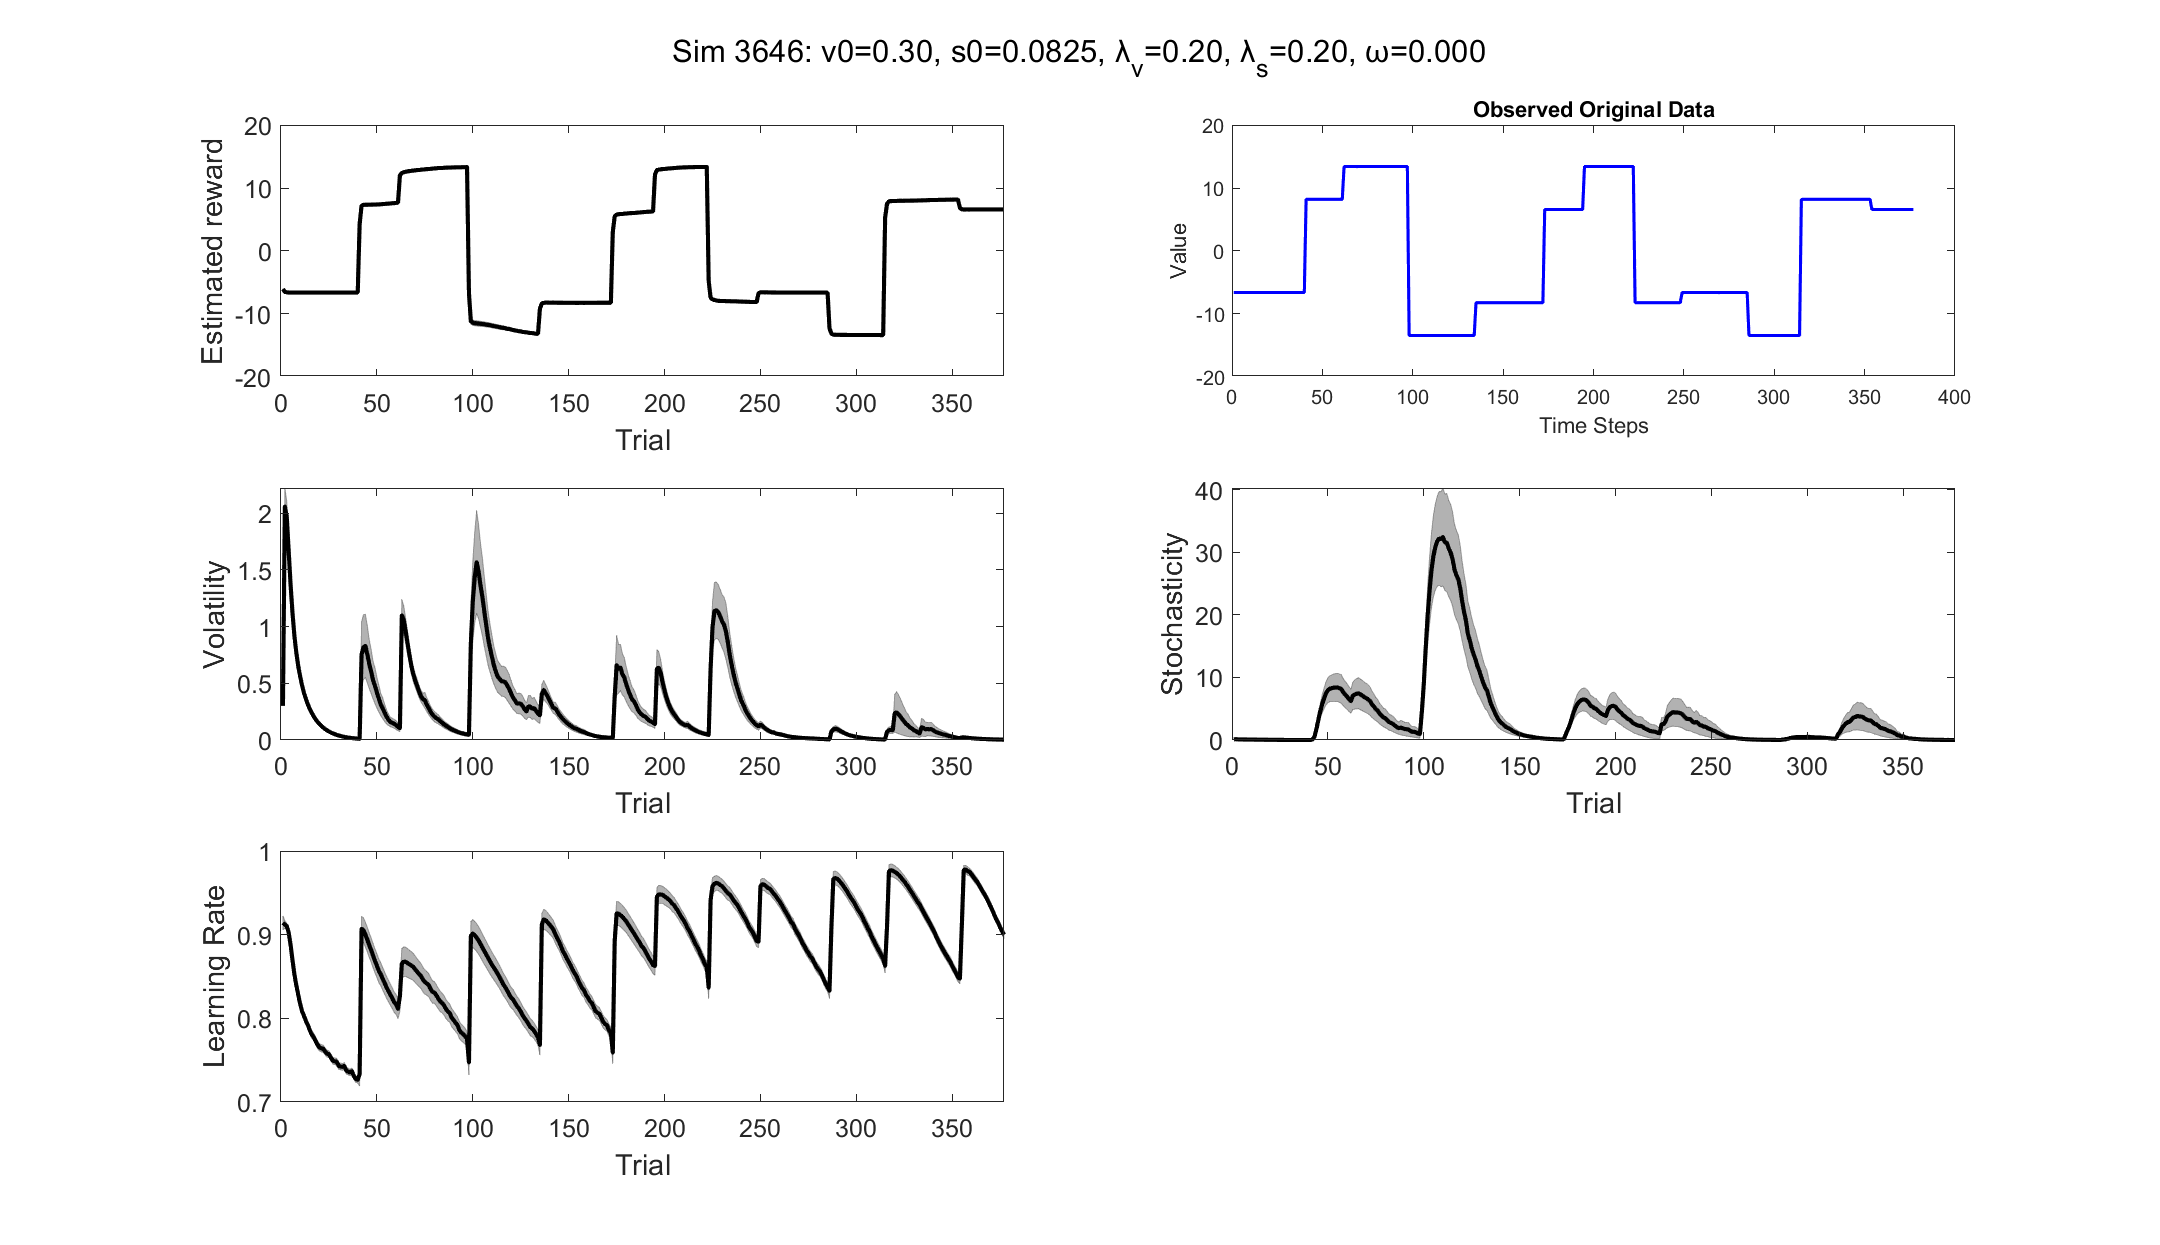 Sim 3646: v0=0.30, s0=0.0825, λ_v=0.20, λ_s=0.20, ω=0.000
Estimated reward
20
10
0
-10
-20
0 50 100 150 200 250 300 350
Trial
Observed Original Data
Value
20
10
0
-10
-20
0 50 100 150 200 250 300 350 400
Time Steps
Volatility
2
1.5
1
0.5
0
0 50 100 150 200 250 300 350
Trial
Stochasticity
40
30
20
10
0
0 50 100 150 200 250 300 350
Trial
Learning Rate
1
0.9
0.8
0.7
0 50 100 150 200 250 300 350
Trial